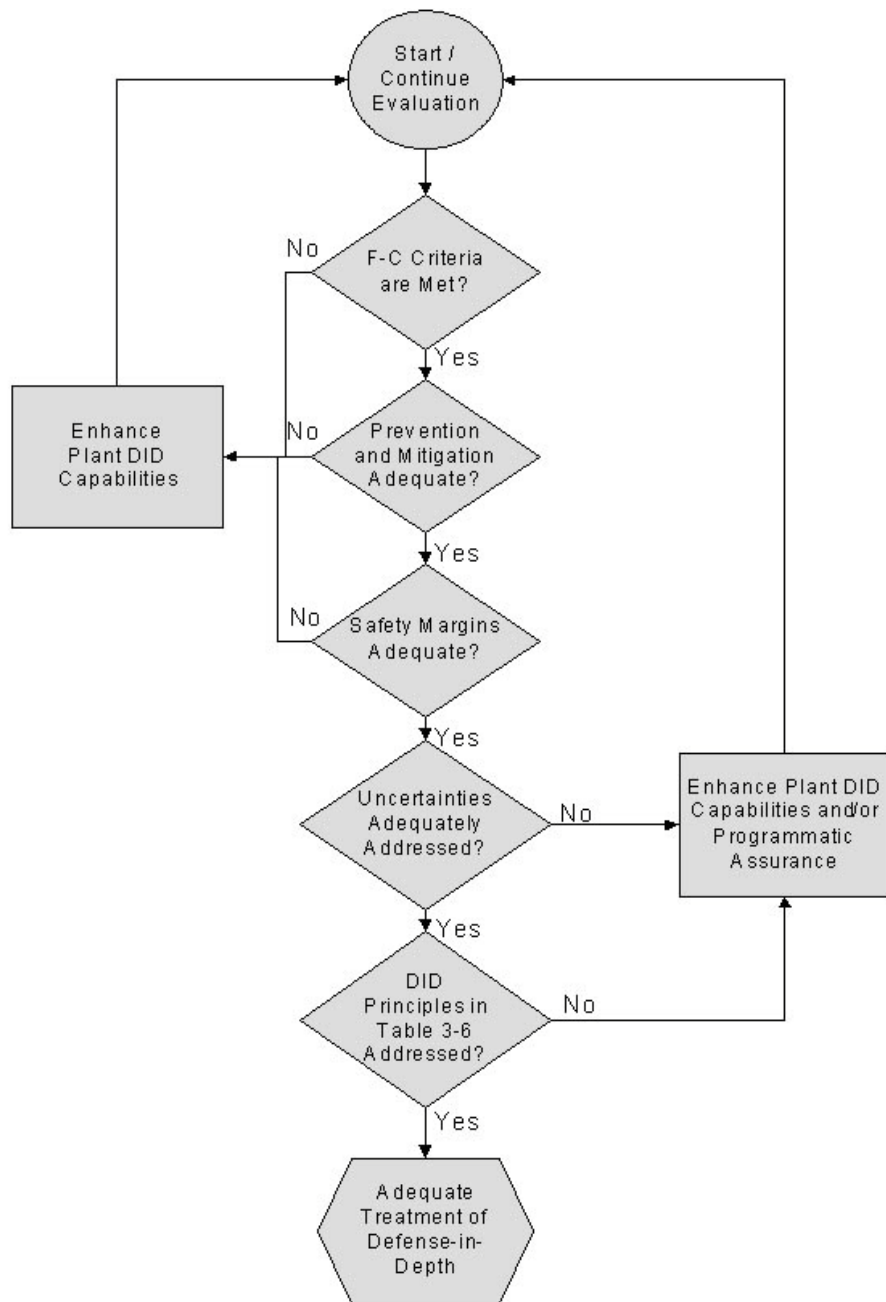 Start /
Continue
Evaluation
No
F-C Criteria
are Met?
Yes
Enhance
Plant DID
Capabilities
No
Prevention
and Mitigation
Adequate?
Yes
No
Safety Margins
Adequate?
Yes
Uncertainties
Adequately
Addressed?
No
Enhance Plant DID
Capabilities and/or
Programmatic
Assurance
Yes
DID
Principles in
Table 3-6
Addressed?
No
Yes
Adequate
Treatment of
Defense-in-
Depth